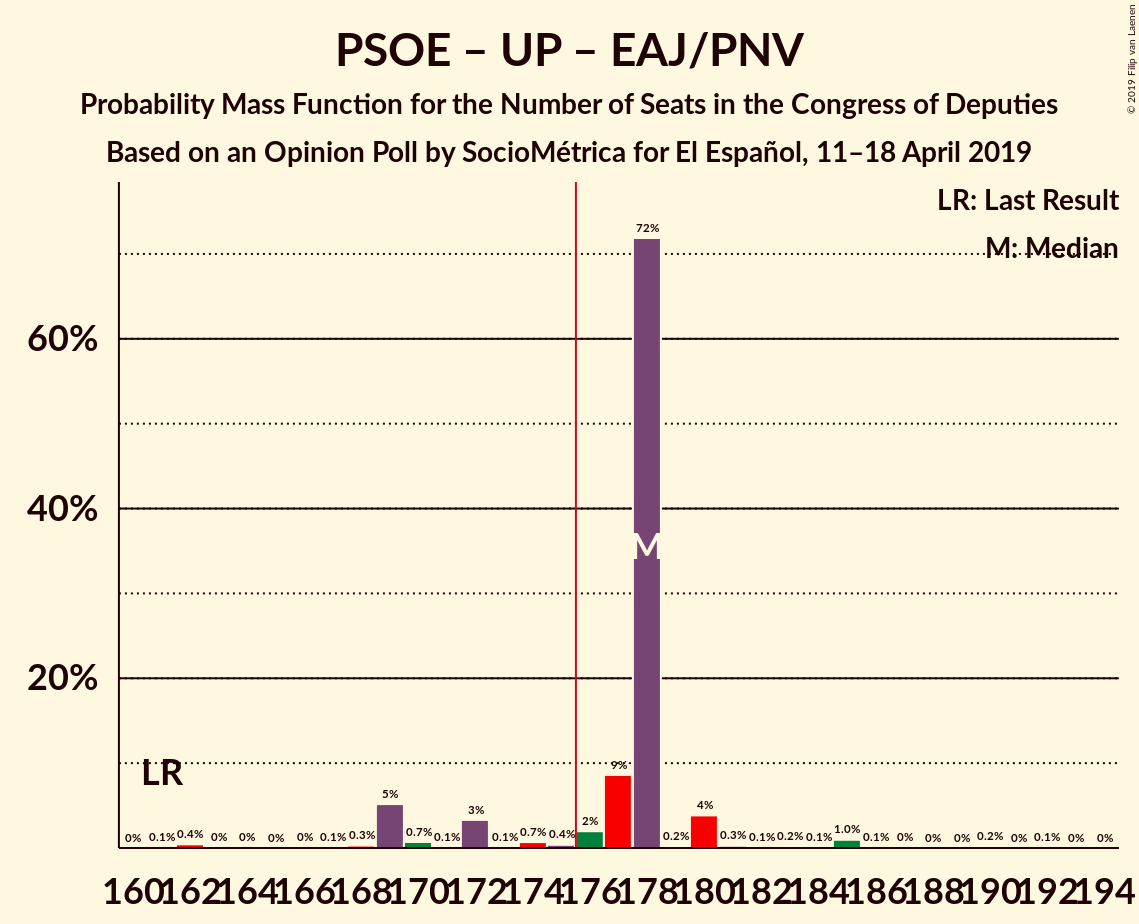 PSOE – UP – EAJ/PNV
Probability Mass Function for the Number of Seats in the Congress of Deputies
Based on an Opinion Poll by SocioMétrica for El Español, 11–18 April 2019
© 2019 Filip van Laenen
LR: Last Result
M: Median
60%
40%
20%
LR
M
0% 0.1% 0.4% 0% 0% 0% 0% 0.1% 0.3% 5% 0.7% 0.1% 3% 0.1% 0.7% 0.4% 2% 9% 72% 0.2% 4% 0.3% 0.1% 0.2% 0.1% 1.0% 0.1% 0% 0% 0% 0.2% 0% 0.1% 0% 0%
160 162 164 166 168 170 172 174 176 178 180 182 184 186 188 190 192 194